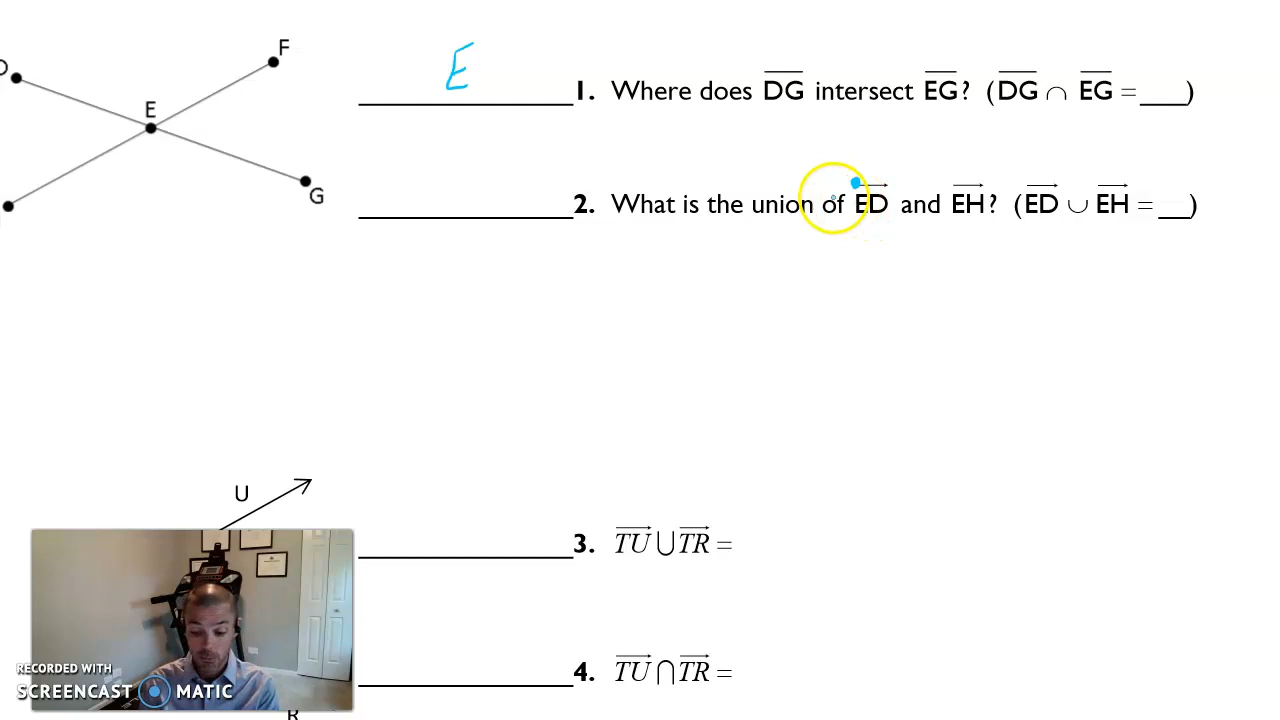 F
E
E
G
1. Where does DG intersect EG? (DG ∩ EG = ___)
2. What is the union of ED and EH? (ED ∪ EH = __)
U
3. TU ∪ TR =
4. TU ∩ TR =
RECORDED WITH
SCREENCAST MATIC
R